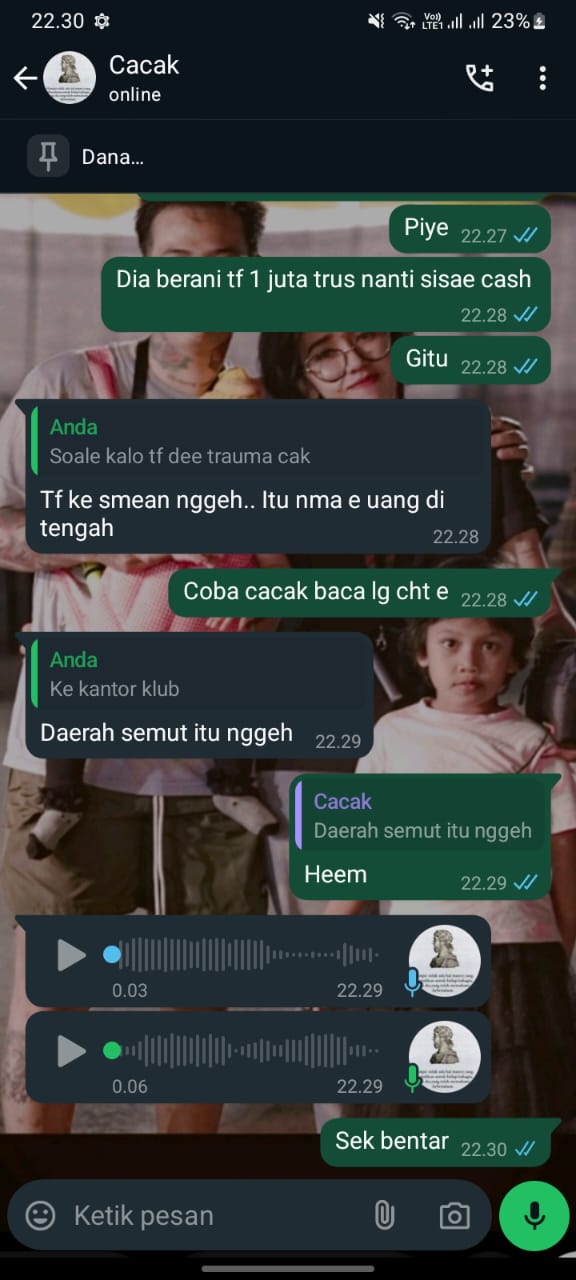 22.30
Vo)) LTE1
23%
Cacak
online
Dana...
Piye 22.27
Dia berani tf 1 juta trus nanti sisae cash
22.28
Gitu 22.28
Anda
Soale kalo tf dee trauma cak
Tf ke smean nggeh.. Itu nma e uang di
tengah
22.28
Coba cacak baca lg cht e 22.28
Anda
Ke kantor klub
Daerah semut itu nggeh 22.29
Cacak
Daerah semut itu nggeh
Heem 22.29
0.03 22.29
0.06 22.29
Sek bentar 22.30
Ketik pesan